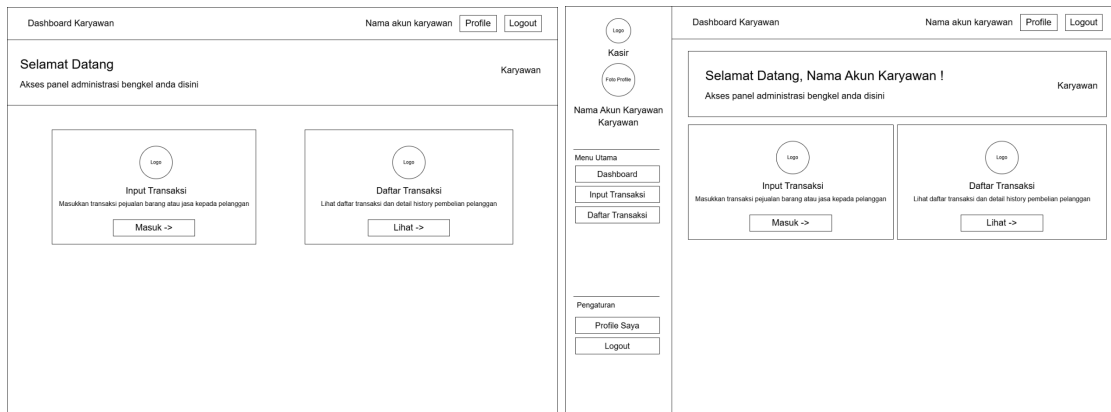 Dashboard Karyawan
Nama akun karyawan
Profile
Logout
Selamat Datang
Akses panel administrasi bengkel anda disini
Karyawan
Logo
Input Transaksi
Masukkan transaksi pejualan barang atau jasa kepada pelanggan
Masuk ->
Logo
Daftar Transaksi
Lihat daftar transaksi dan detail history pembelian pelanggan
Lihat ->
Logo
Kasir
Foto Profile
Nama Akun Karyawan
Karyawan
Menu Utama
Dashboard
Input Transaksi
Daftar Transaksi
Pengaturan
Profile Saya
Logout
Dashboard Karyawan
Nama akun karyawan
Profile
Logout
Selamat Datang, Nama Akun Karyawan !
Akses panel administrasi bengkel anda disini
Karyawan
Logo
Input Transaksi
Masukkan transaksi pejualan barang atau jasa kepada pelanggan
Masuk ->
Logo
Daftar Transaksi
Lihat daftar transaksi dan detail history pembelian pelanggan
Lihat ->